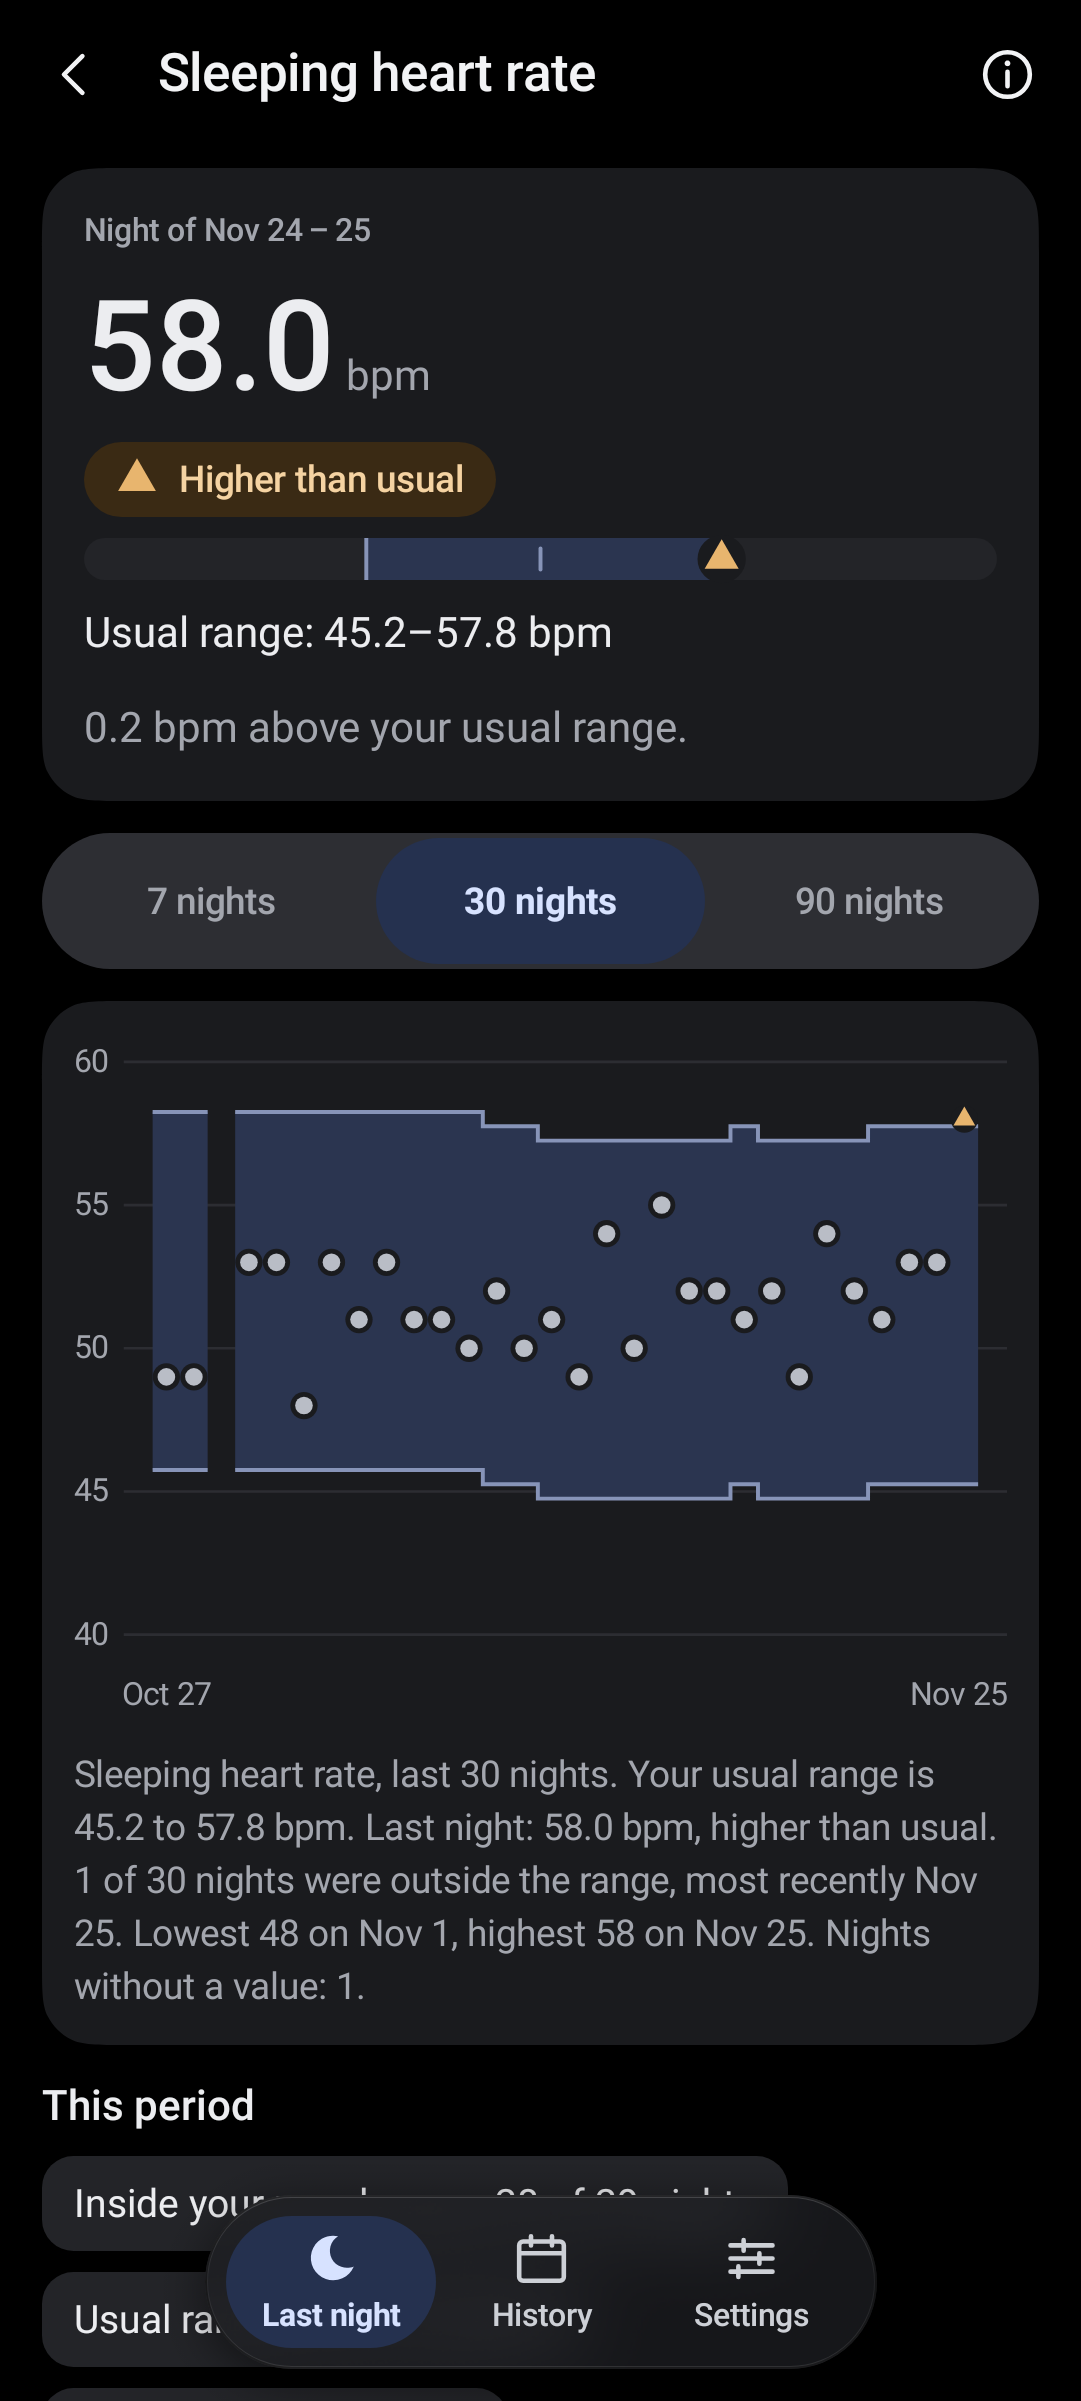 Sleeping heart rate
Night of Nov 24 – 25
58.0 bpm
Higher than usual
Usual range: 45.2–57.8 bpm
0.2 bpm above your usual range.
7 nights
30 nights
90 nights
60
55
50
45
40
Oct 27
Nov 25
Sleeping heart rate, last 30 nights. Your usual range is
45.2 to 57.8 bpm. Last night: 58.0 bpm, higher than usual.
1 of 30 nights were outside the range, most recently Nov
25. Lowest 48 on Nov 1, highest 58 on Nov 25. Nights
without a value: 1.
This period
Inside your
Usual
Last night
History
Settings